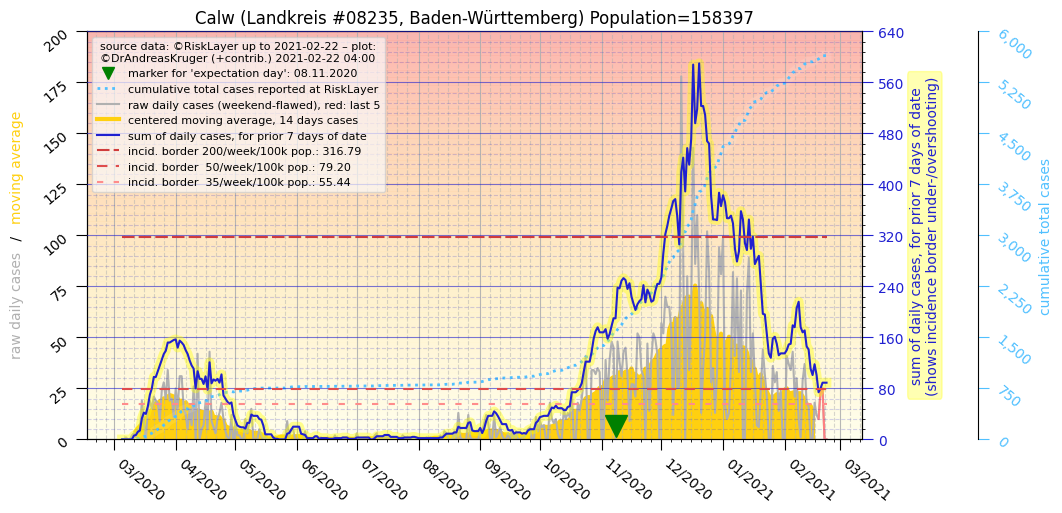 Calw (Landkreis #08235, Baden-Württemberg) Population=158397
source data: ©RiskLayer up to 2021-02-22 – plot:
©DrAndreasKruger (+contrib.) 2021-02-22 04:00
marker for 'expectation day': 08.11.2020
cumulative total cases reported at RiskLayer
raw daily cases (weekend-flawed), red: last 5
centered moving average, 14 days cases
sum of daily cases, for prior 7 days of date
incid. border 200/week/100k pop.: 316.79
incid. border  50/week/100k pop.: 79.20
incid. border  35/week/100k pop.: 55.44
raw daily cases  /  moving average
200
175
150
125
100
75
50
25
0
640
560
480
400
320
240
160
80
0
sum of daily cases, for prior 7 days of date
(shows incidence border under-/overshooting)
6,000
5,250
4,500
3,750
3,000
2,250
1,500
750
0
cumulative total cases
03/2020
04/2020
05/2020
06/2020
07/2020
08/2020
09/2020
10/2020
11/2020
12/2020
01/2021
02/2021
03/2021